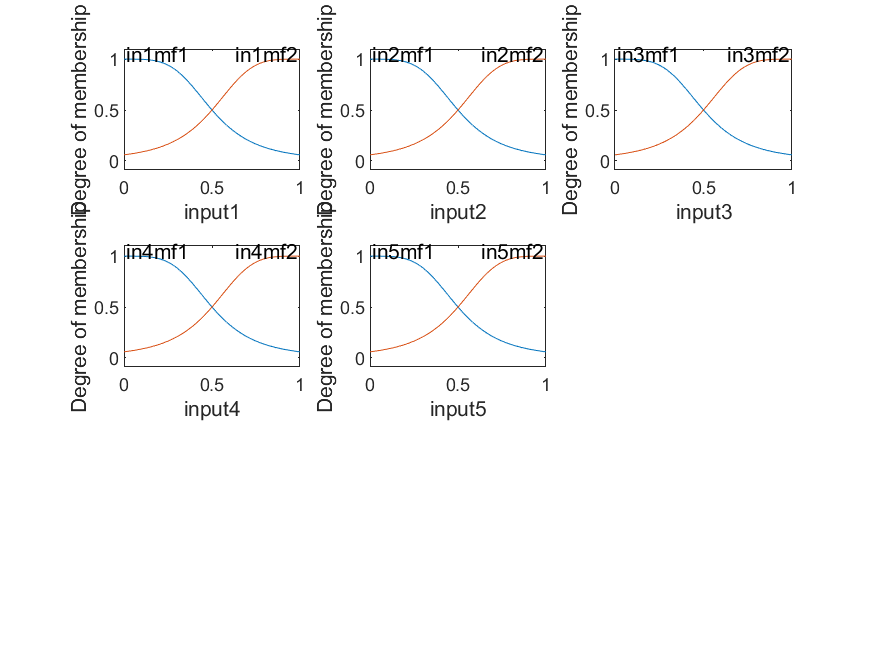 Degree of membership
in1mf1 in1mf2
1
0.5
0
0 0.5 1
input1
Degree of membership
in2mf1 in2mf2
1
0.5
0
0 0.5 1
input2
Degree of membership
in3mf1 in3mf2
1
0.5
0
0 0.5 1
input3
Degree of membership
in4mf1 in4mf2
1
0.5
0
0 0.5 1
input4
Degree of membership
in5mf1 in5mf2
1
0.5
0
0 0.5 1
input5